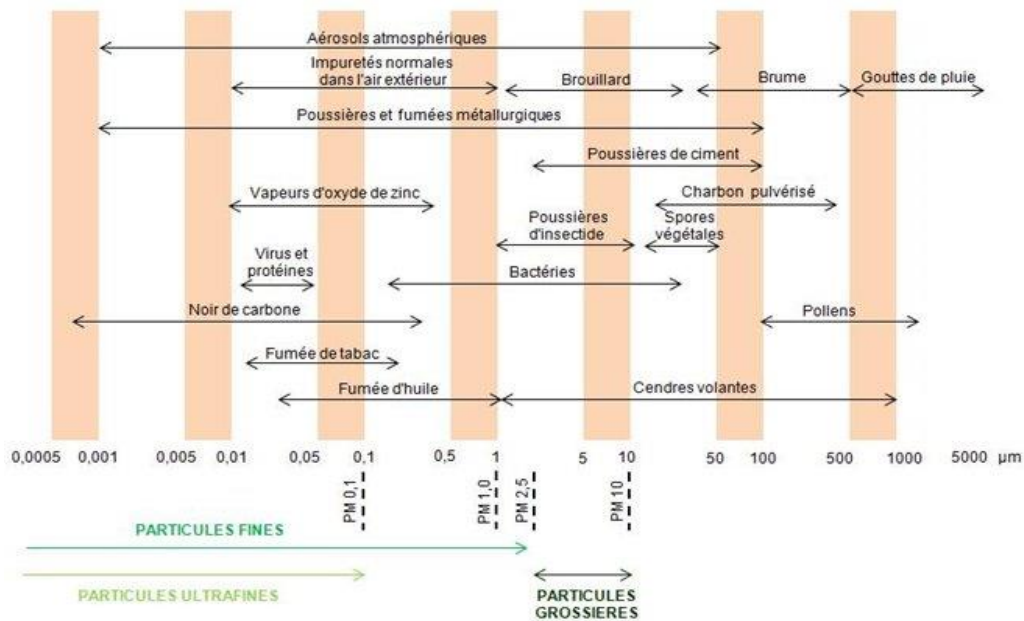 Aérosols atmosphériques
Impuretés normales
dans l'air extérieur
Brouillard
Brume
Gouttes de pluie
Poussières et fumées métallurgiques
Poussières de ciment
Vapeurs d'oxyde de zinc
Charbon pulvérisé
Poussières
d'insectide
Spores
végétales
Virus et
protéines
Bactéries
Noir de carbone
Pollens
Fumée de tabac
Fumée d'huile
Cendres volantes
0,0005 0,001 0,005 0,01 0,05 0,1 0,5 1 5 10 50 100 500 1000 5000 µm
PM 0,1
PM 1,0
PM 2,5
PM 10
PARTICULES FINES
PARTICULES ULTRAFINES
PARTICULES
GROSSIERES